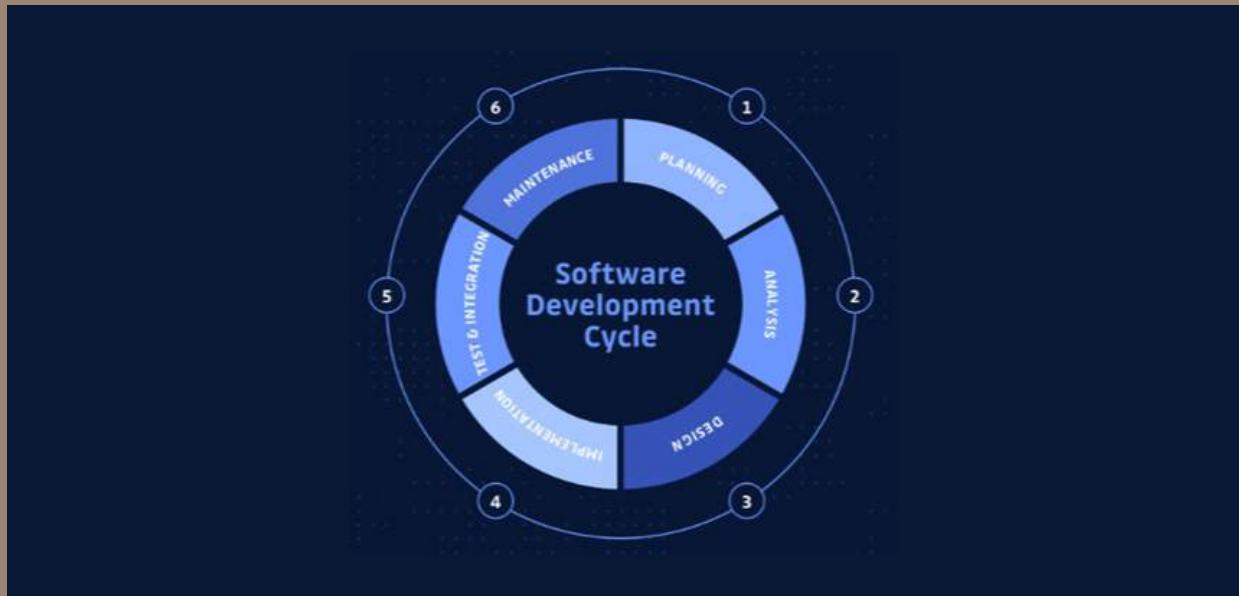 Software
Development
Cycle
1
PLANNING
2
ANALYSIS
3
DESIGN
4
IMPLEMENTATION
5
TEST & INTEGRATION
6
MAINTENANCE